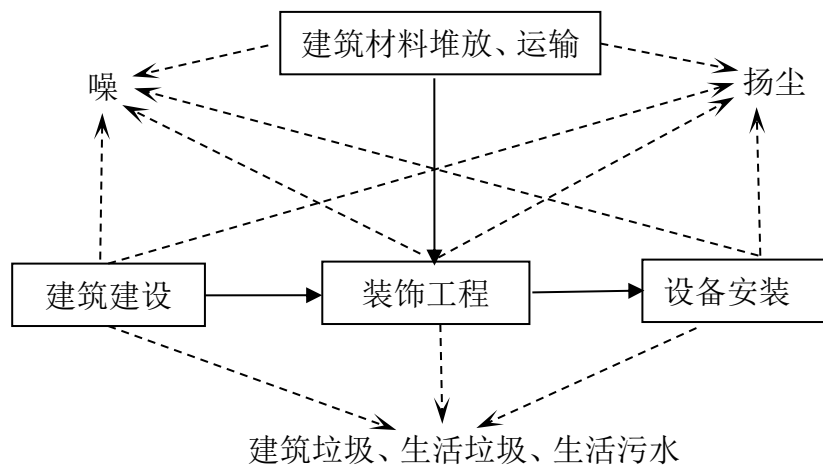 建筑材料堆放、运输
噪
扬尘
建筑建设
装饰工程
设备安装
建筑垃圾、生活垃圾、生活污水